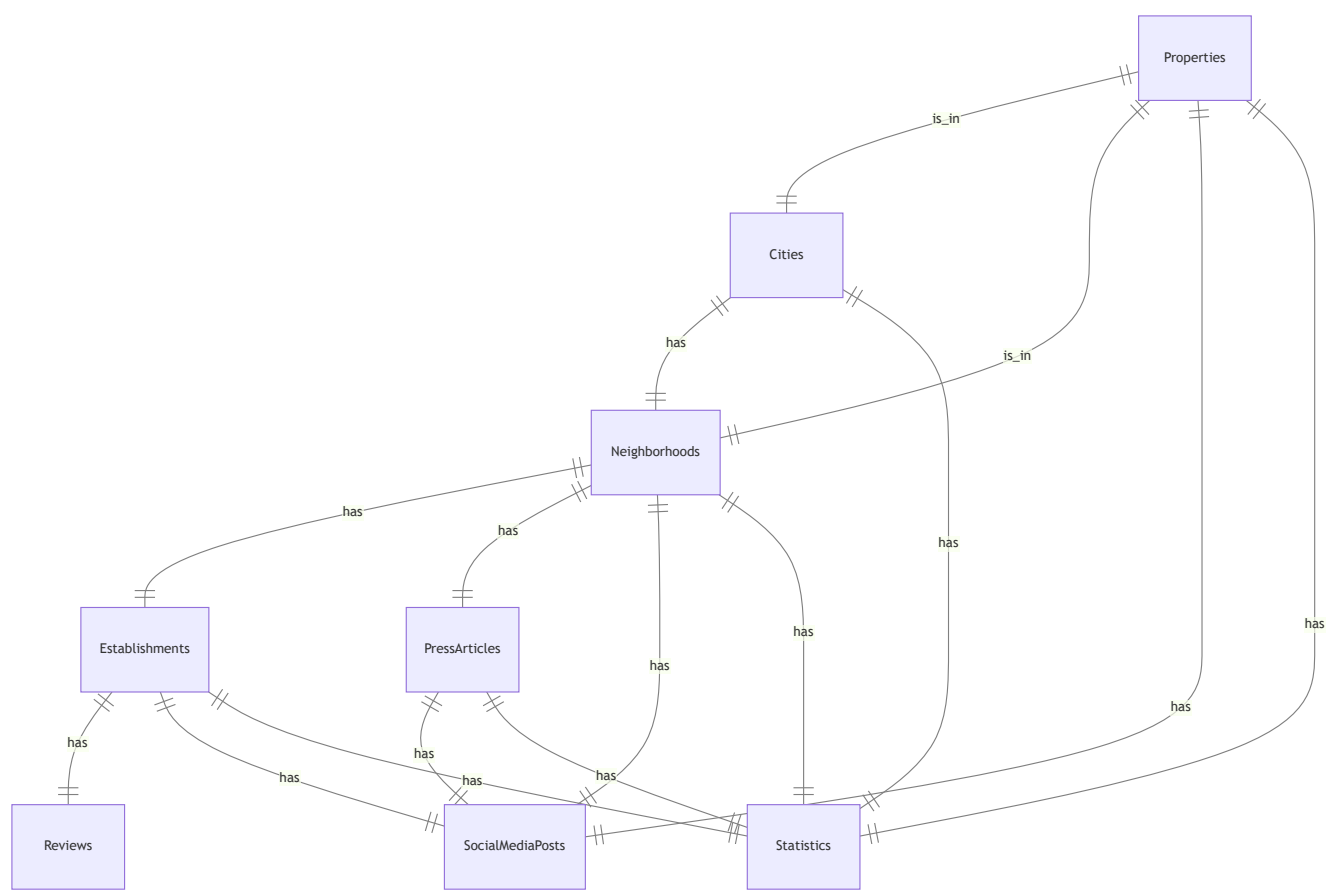 Properties
is_in
Cities
has
is_in
Neighborhoods
has
has
has
has
has
has
Establishments
PressArticles
has
has
has
has
has
has
has
Reviews
SocialMediaPosts
Statistics